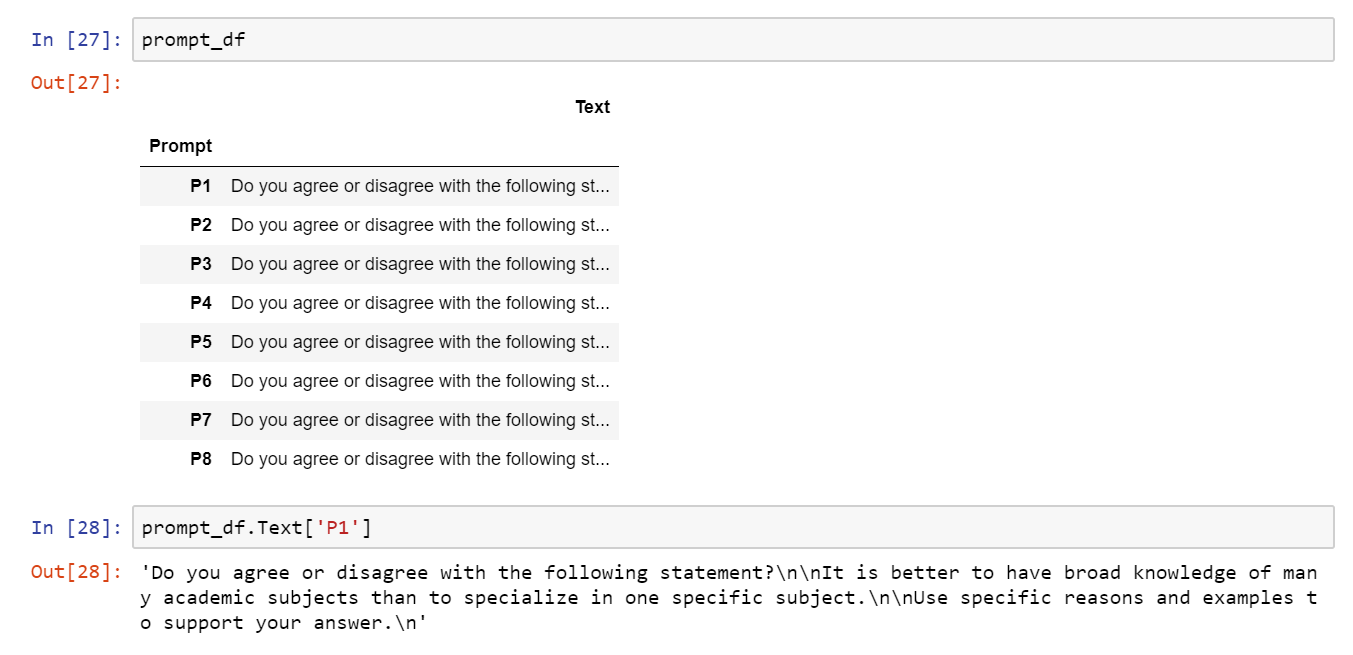 In [27]: prompt_df
Out[27]:
Text
Prompt
P1 Do you agree or disagree with the following st...
P2 Do you agree or disagree with the following st...
P3 Do you agree or disagree with the following st...
P4 Do you agree or disagree with the following st...
P5 Do you agree or disagree with the following st...
P6 Do you agree or disagree with the following st...
P7 Do you agree or disagree with the following st...
P8 Do you agree or disagree with the following st...
In [28]: prompt_df.Text['P1']
Out[28]: 'Do you agree or disagree with the following statement?\n\nIt is better to have broad knowledge of man
y academic subjects than to specialize in one specific subject.\n\nUse specific reasons and examples t
o support your answer.\n'